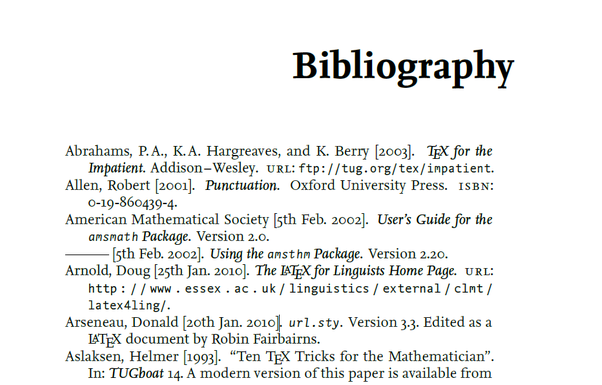 Bibliography
Abrahams, P. A., K. A. Hargreaves, and K. Berry [2003]. TEX for the
Impatient. Addison–Wesley. URL: ftp://tug.org/tex/impatient.
Allen, Robert [2001]. Punctuation. Oxford University Press. ISBN:
0-19-860439-4.
American Mathematical Society [5th Feb. 2002]. User's Guide for the
amsmath Package. Version 2.0.
——— [5th Feb. 2002]. Using the amsthm Package. Version 2.20.
Arnold, Doug [25th Jan. 2010]. The LATEX for Linguists Home Page. URL:
http://www.essex.ac.uk/linguistics/external/clmt/
latex4ling/.
Arseneau, Donald [20th Jan. 2010]. url.sty. Version 3.3. Edited as a
LATEX document by Robin Fairbairns.
Aslaksen, Helmer [1993]. “Ten TEX Tricks for the Mathematician”.
In: TUGboat 14. A modern version of this paper is available from